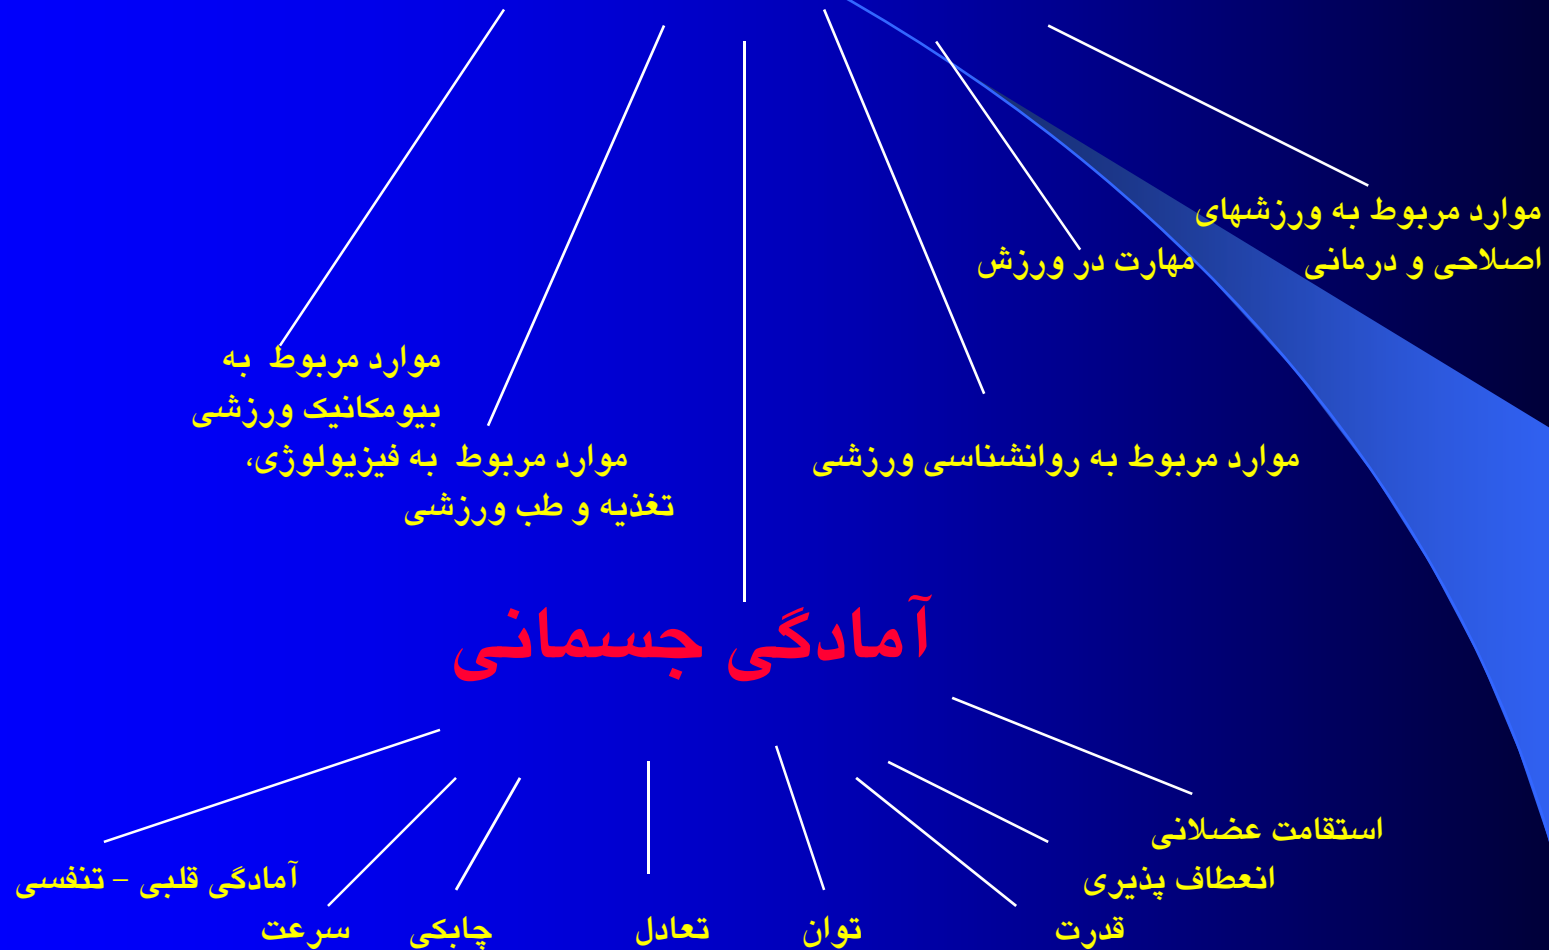 موارد مربوط به ورزشهای
اصلاحی و درمانی
مهارت در ورزش
موارد مربوط به
بیومکانیک ورزشی
موارد مربوط به روانشناسی ورزشی
موارد مربوط به فیزیولوژی،
تغذیه و طب ورزشی
آمادگی جسمانی
استقامت عضلانی
انعطاف پذیری
آمادگی قلبی – تنفسی
قدرت
توان
تعادل
چابکی
سرعت